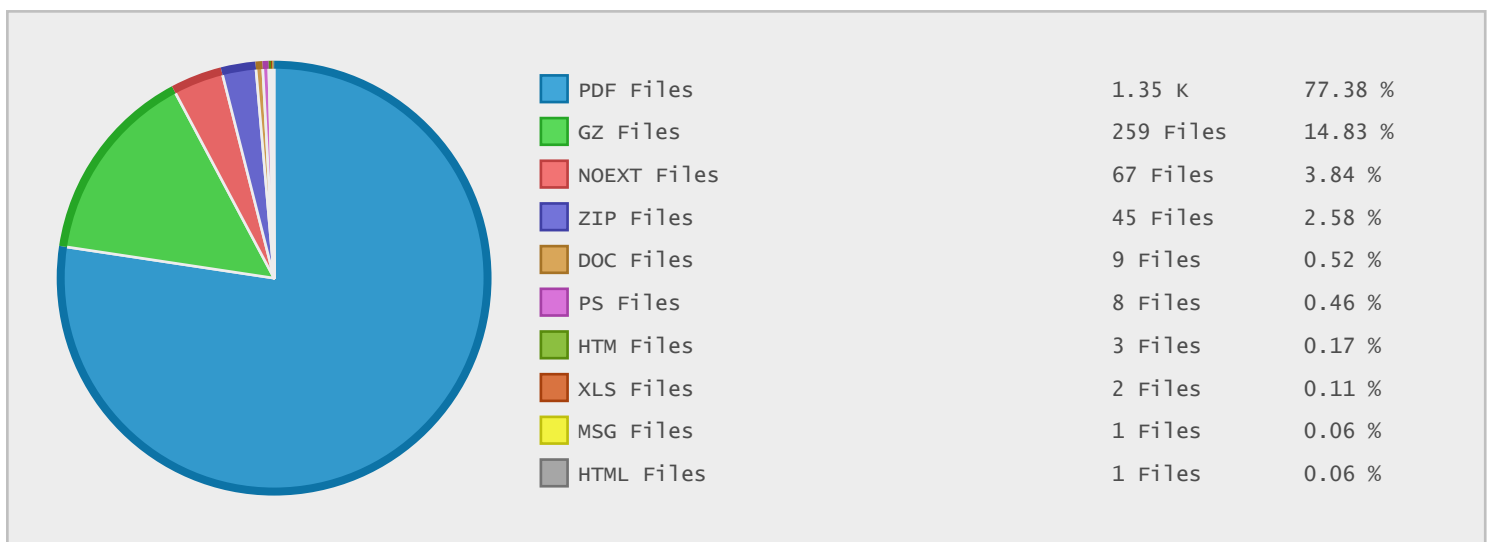 PDF Files 1.35 K 77.38 %
GZ Files 259 Files 14.83 %
NOEXT Files 67 Files 3.84 %
ZIP Files 45 Files 2.58 %
DOC Files 9 Files 0.52 %
PS Files 8 Files 0.46 %
HTM Files 3 Files 0.17 %
XLS Files 2 Files 0.11 %
MSG Files 1 Files 0.06 %
HTML Files 1 Files 0.06 %